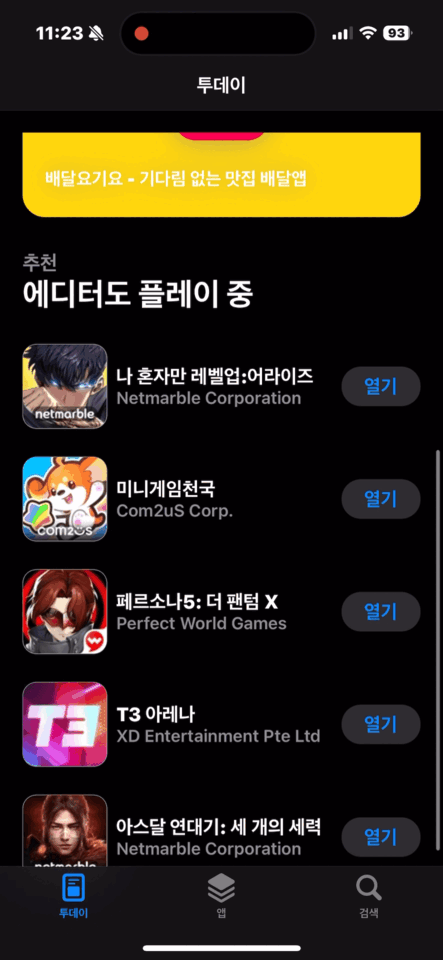 11:23
93
투데이
배달요기요 - 기다림 없는 맛집 배달앱
추천
에디터도 플레이 중
netmarble
나 혼자만 레벨업:어라이즈
Netmarble Corporation
열기
COM2US
미니게임천국
Com2uS Corp.
열기
페르소나5: 더 팬텀 X
Perfect World Games
열기
T3
T3 아레나
XD Entertainment Pte Ltd
열기
netmarble
아스달 연대기: 세 개의 세력
Netmarble Corporation
열기
투데이
앱
검색